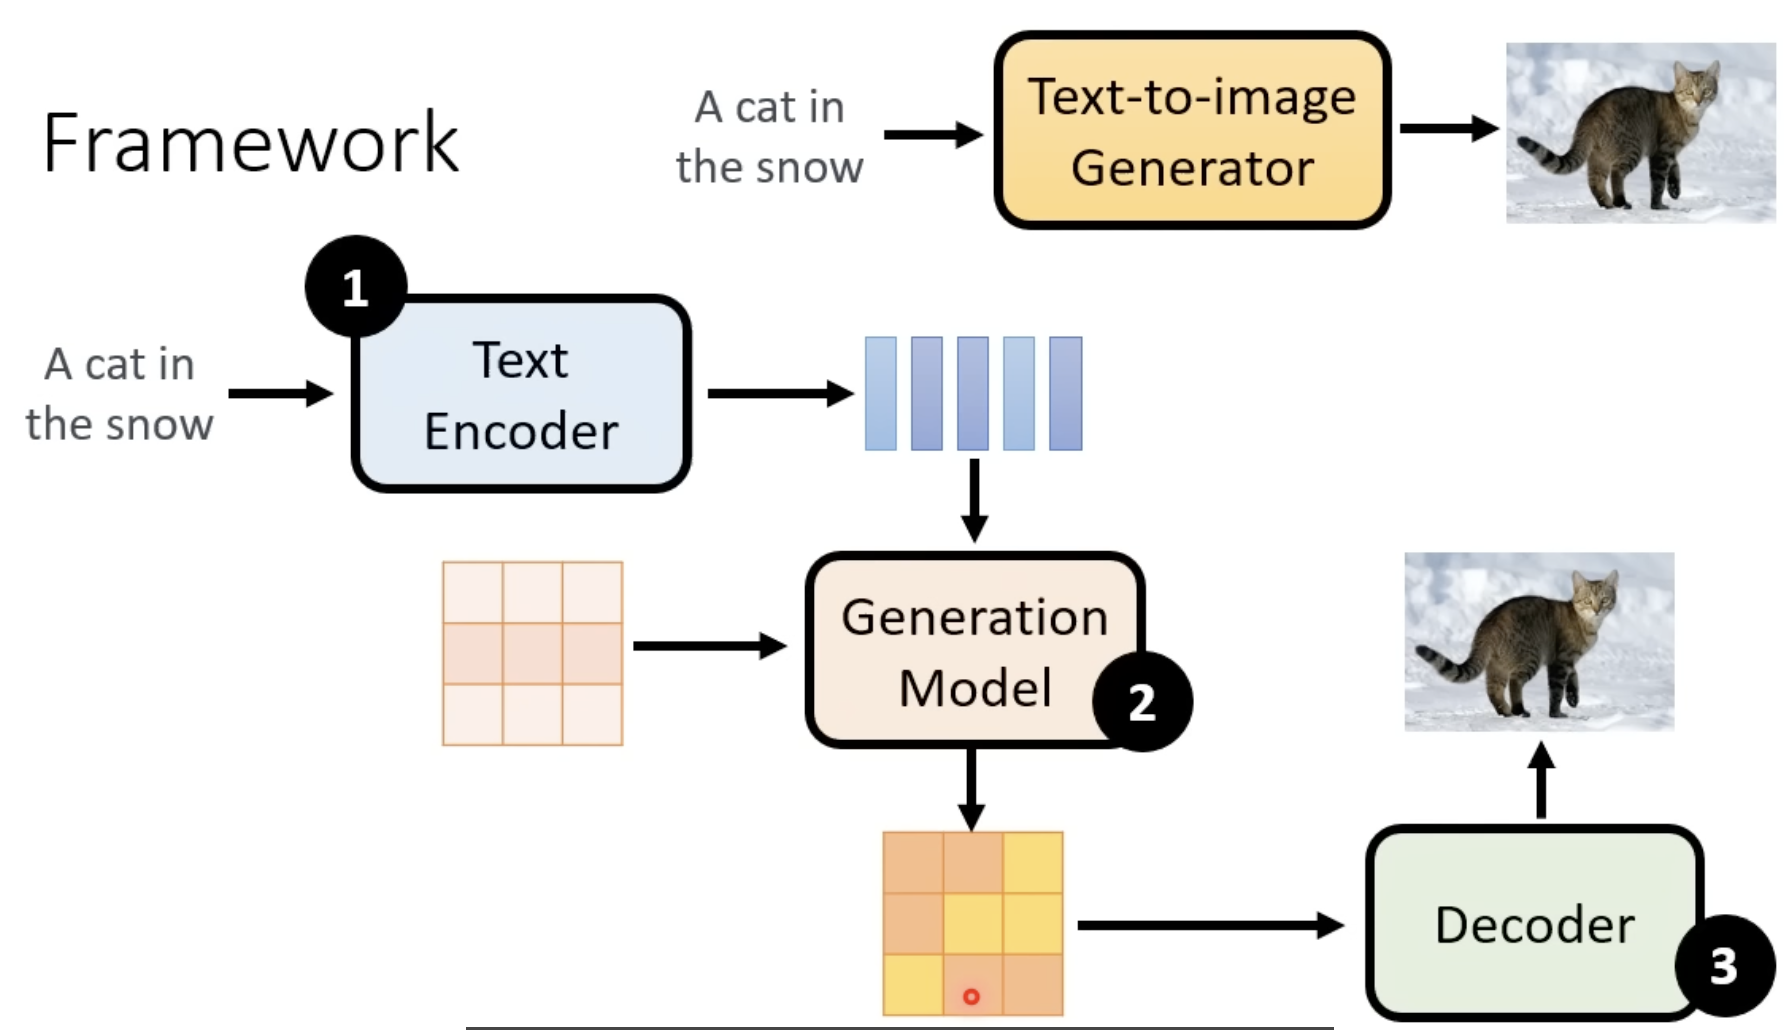 Framework
A cat in
the snow
Text-to-image
Generator
1
A cat in
the snow
Text
Encoder
Generation
Model
2
Decoder
3